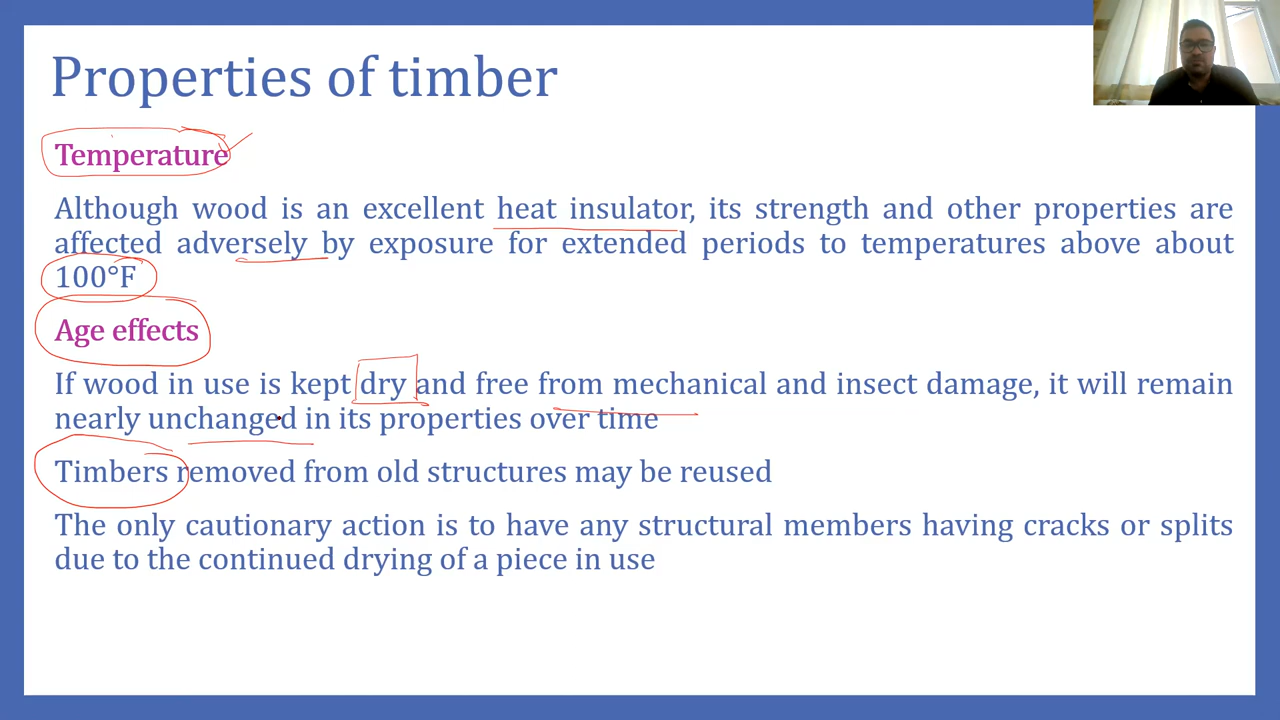 Properties of timber
Temperature
Although wood is an excellent heat insulator, its strength and other properties are
affected adversely by exposure for extended periods to temperatures above about
100°F
Age effects
If wood in use is kept dry and free from mechanical and insect damage, it will remain
nearly unchanged in its properties over time
Timbers removed from old structures may be reused
The only cautionary action is to have any structural members having cracks or splits
due to the continued drying of a piece in use